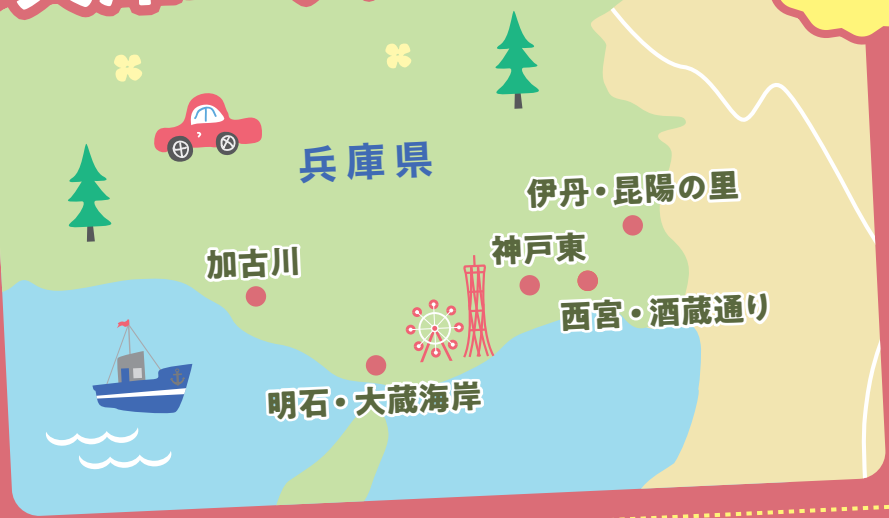 兵庫県
伊丹・昆陽の里
神戸東
加古川
西宮・酒蔵通り
明石・大蔵海岸